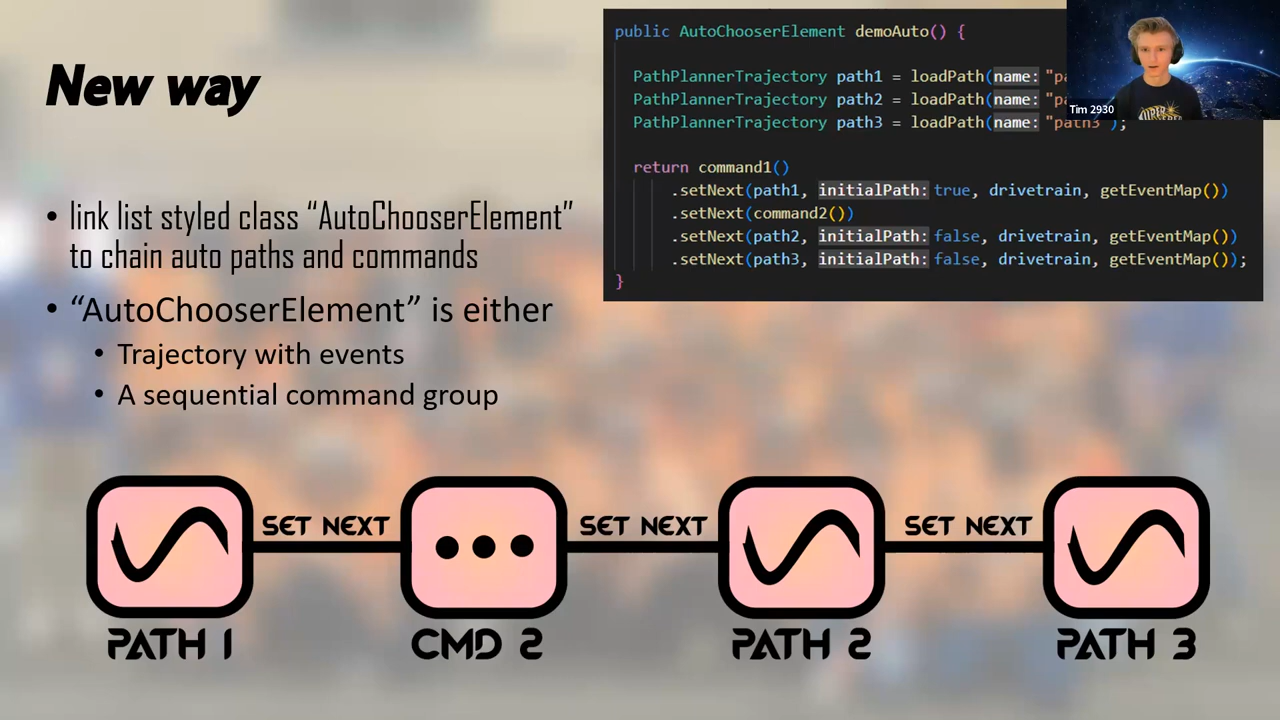 New way
• link list styled class “AutoChooserElement”
to chain auto paths and commands
• “AutoChooserElement” is either
• Trajectory with events
• A sequential command group
public AutoChooserElement demoAuto() {
PathPlannerTrajectory path1 = loadPath(name:
PathPlannerTrajectory path2 = loadPath(name:
PathPlannerTrajectory path3 = loadPath(name: "path3");
return command1()
.setNext(path1, initialPath: true, drivetrain, getEventMap())
.setNext(command2())
.setNext(path2, initialPath: false, drivetrain, getEventMap())
.setNext(path3, initialPath: false, drivetrain, getEventMap());
}
Tim 2930
SET NEXT SET NEXT SET NEXT
PATH 1 CMD 2 PATH 2 PATH 3